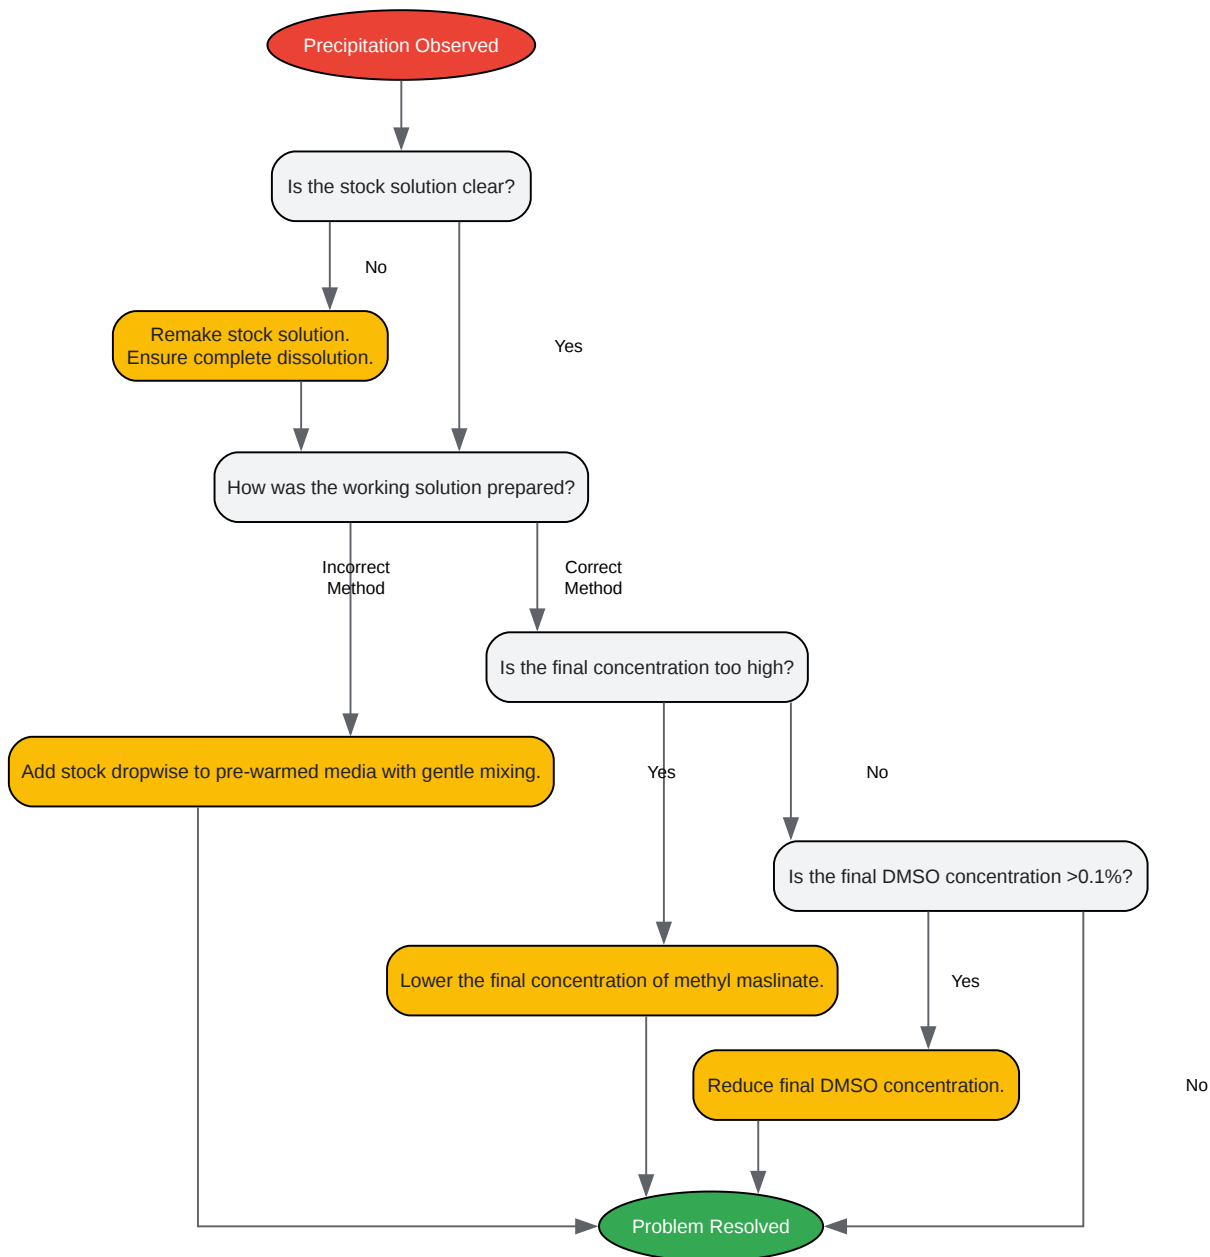 Precipitation Observed
Is the stock solution clear?
No
Remake stock solution.
Ensure complete dissolution.
Yes
How was the working solution prepared?
Incorrect
Method
Correct
Method
Is the final concentration too high?
Add stock dropwise to pre-warmed media with gentle mixing.
Yes
No
Is the final DMSO concentration >0.1%?
Lower the final concentration of methyl maslinate.
Yes
Reduce final DMSO concentration.
No
Problem Resolved